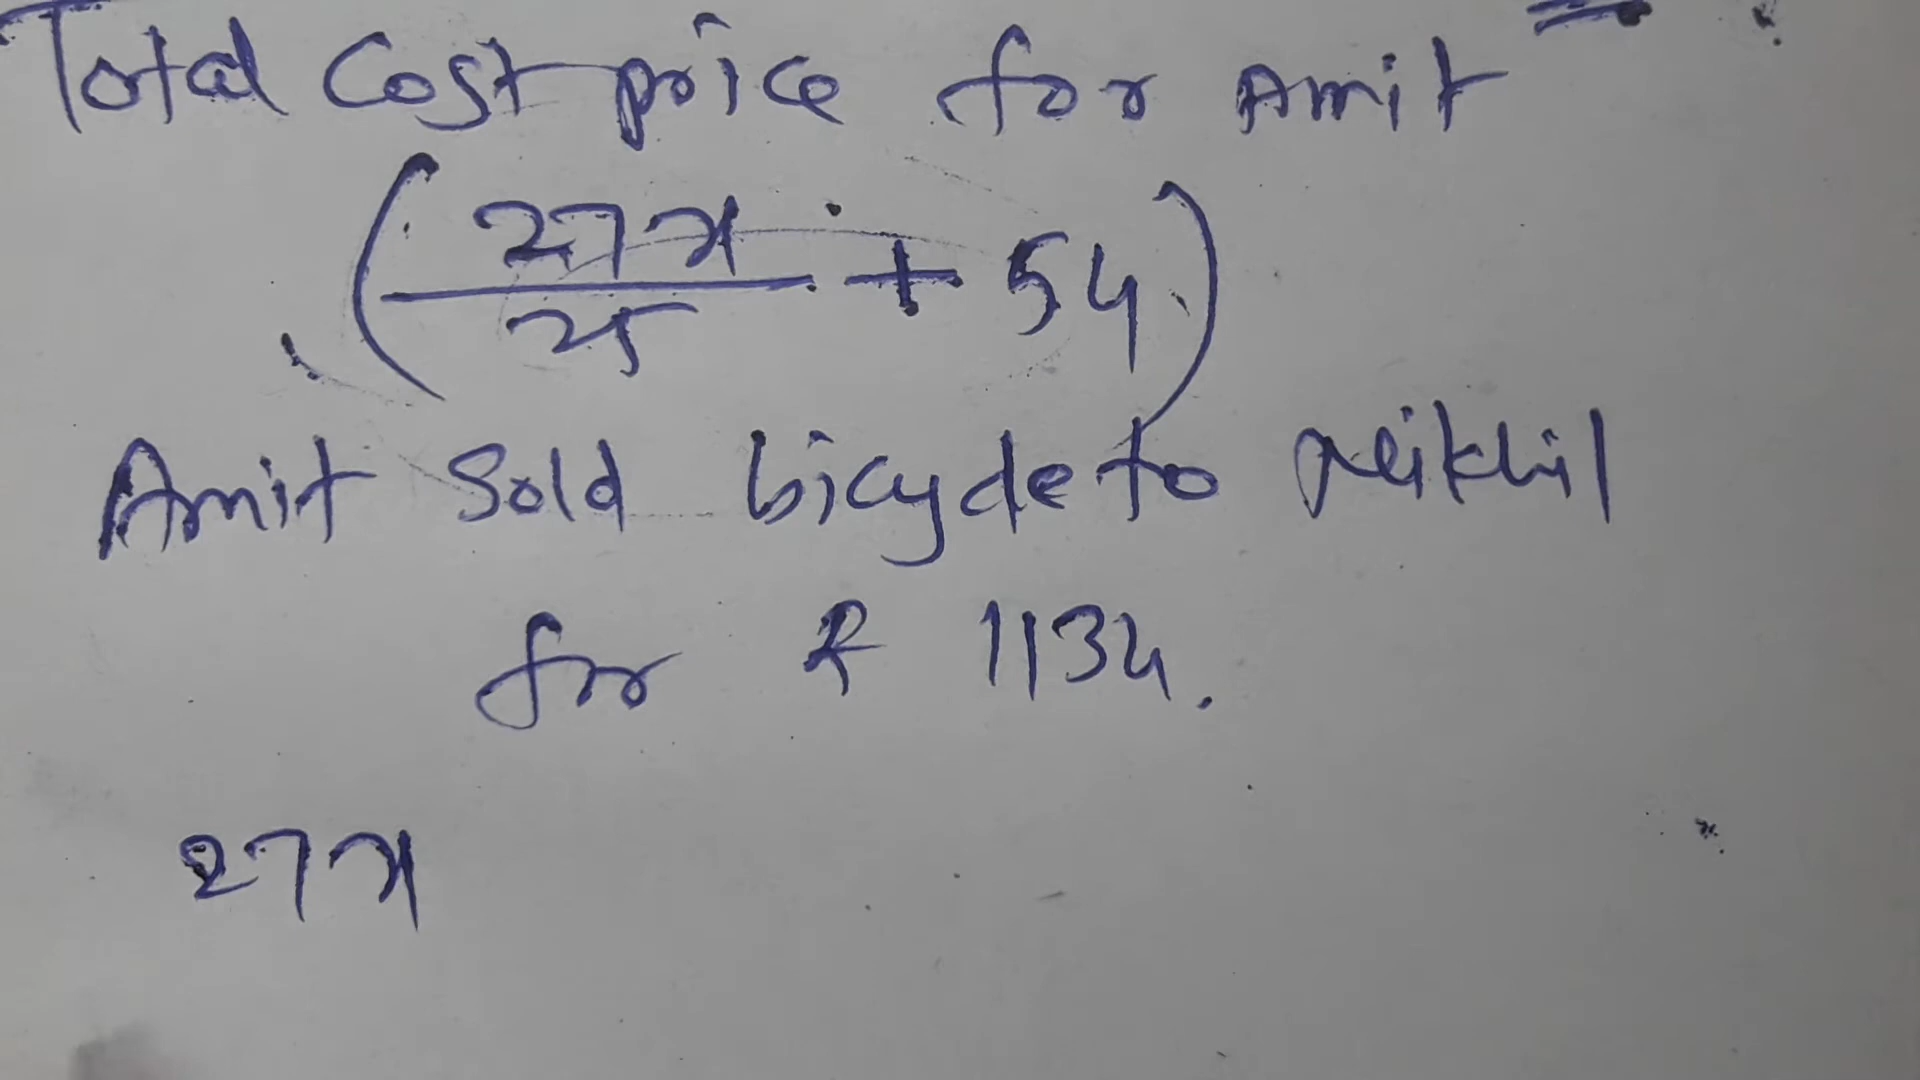 Total Cost price for Amit =
(27x/25 + 54)
Amit Sold bicycle to Nikhil
for ₹ 1134.
27x